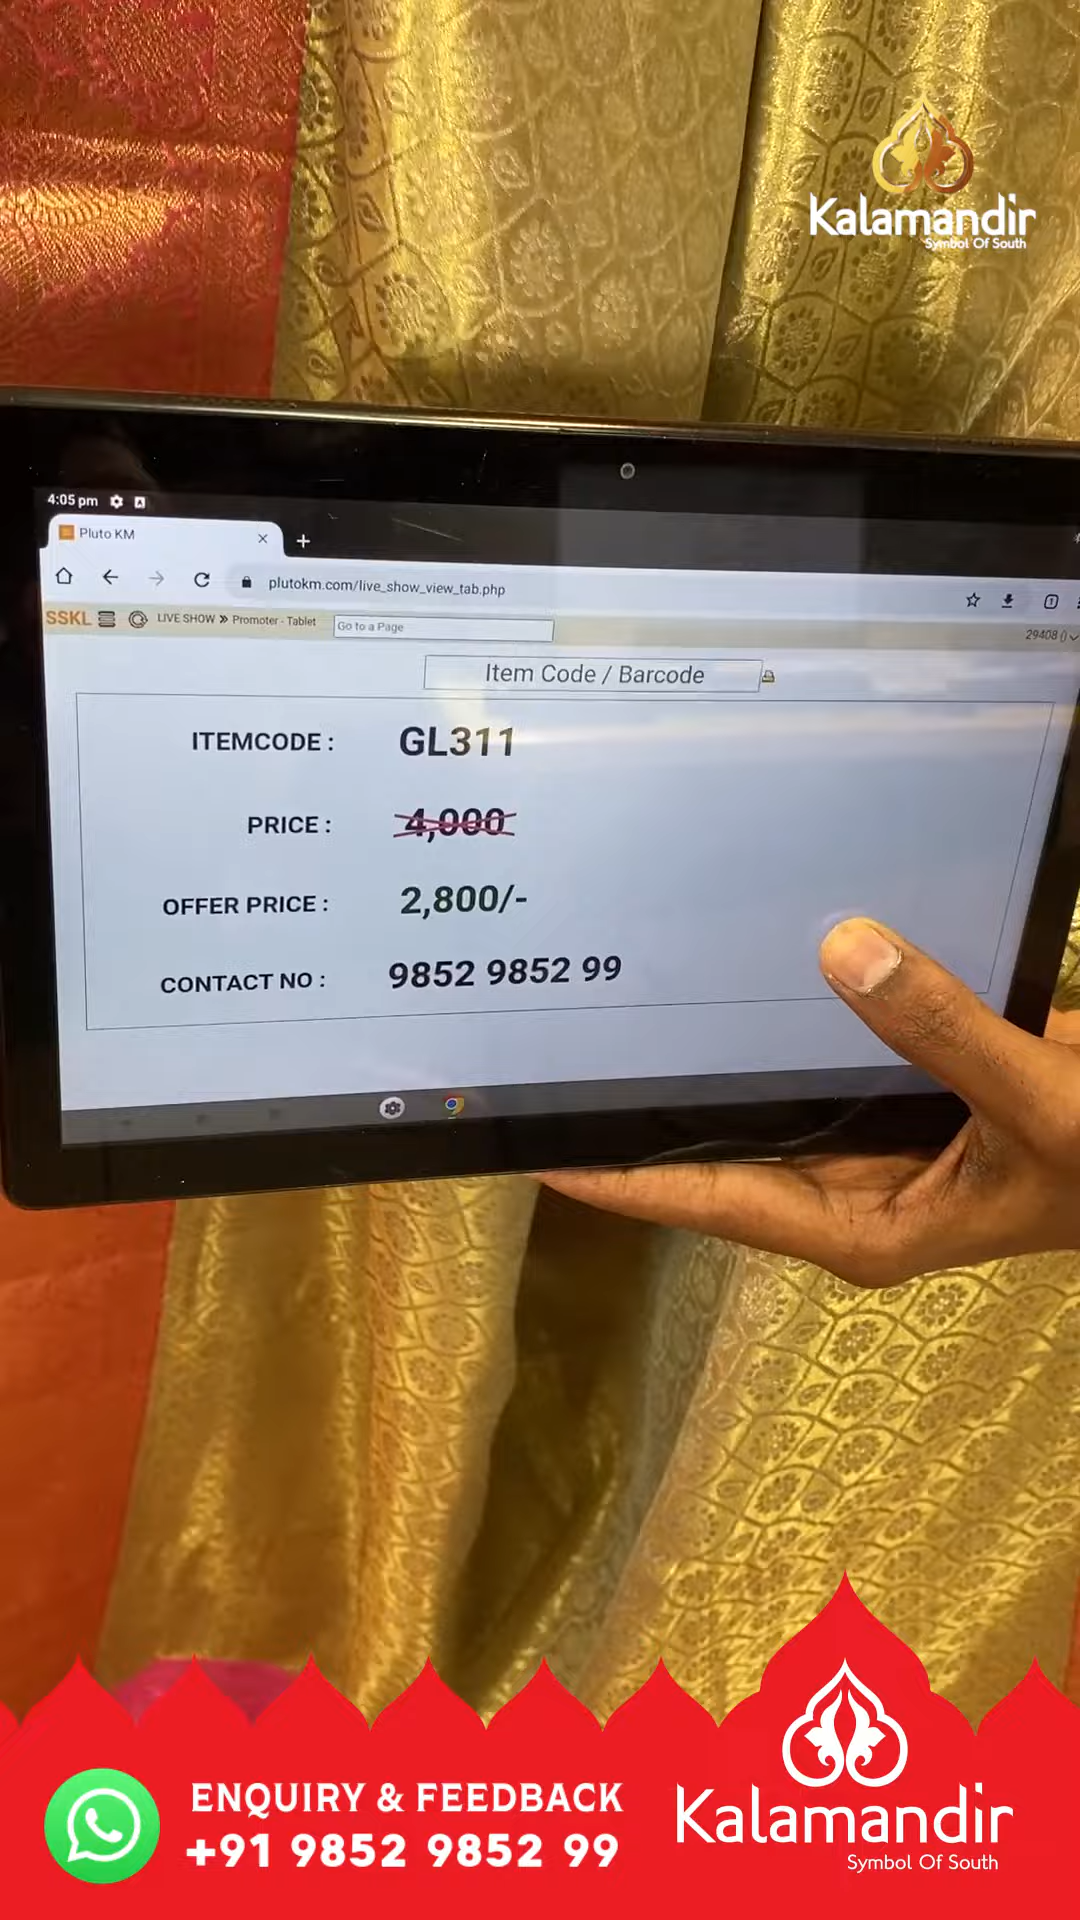 Kalamandir
Symbol Of South
4:05 pm
Pluto KM
plutokm.com/live_show_view_tab.php
SSKL LIVE SHOW » Promoter - Tablet Go to a Page
29408 ()
Item Code / Barcode
ITEMCODE : GL311
PRICE : 4,000
OFFER PRICE : 2,800/-
CONTACT NO : 9852 9852 99
ENQUIRY & FEEDBACK
+91 9852 9852 99
Kalamandir
Symbol Of South